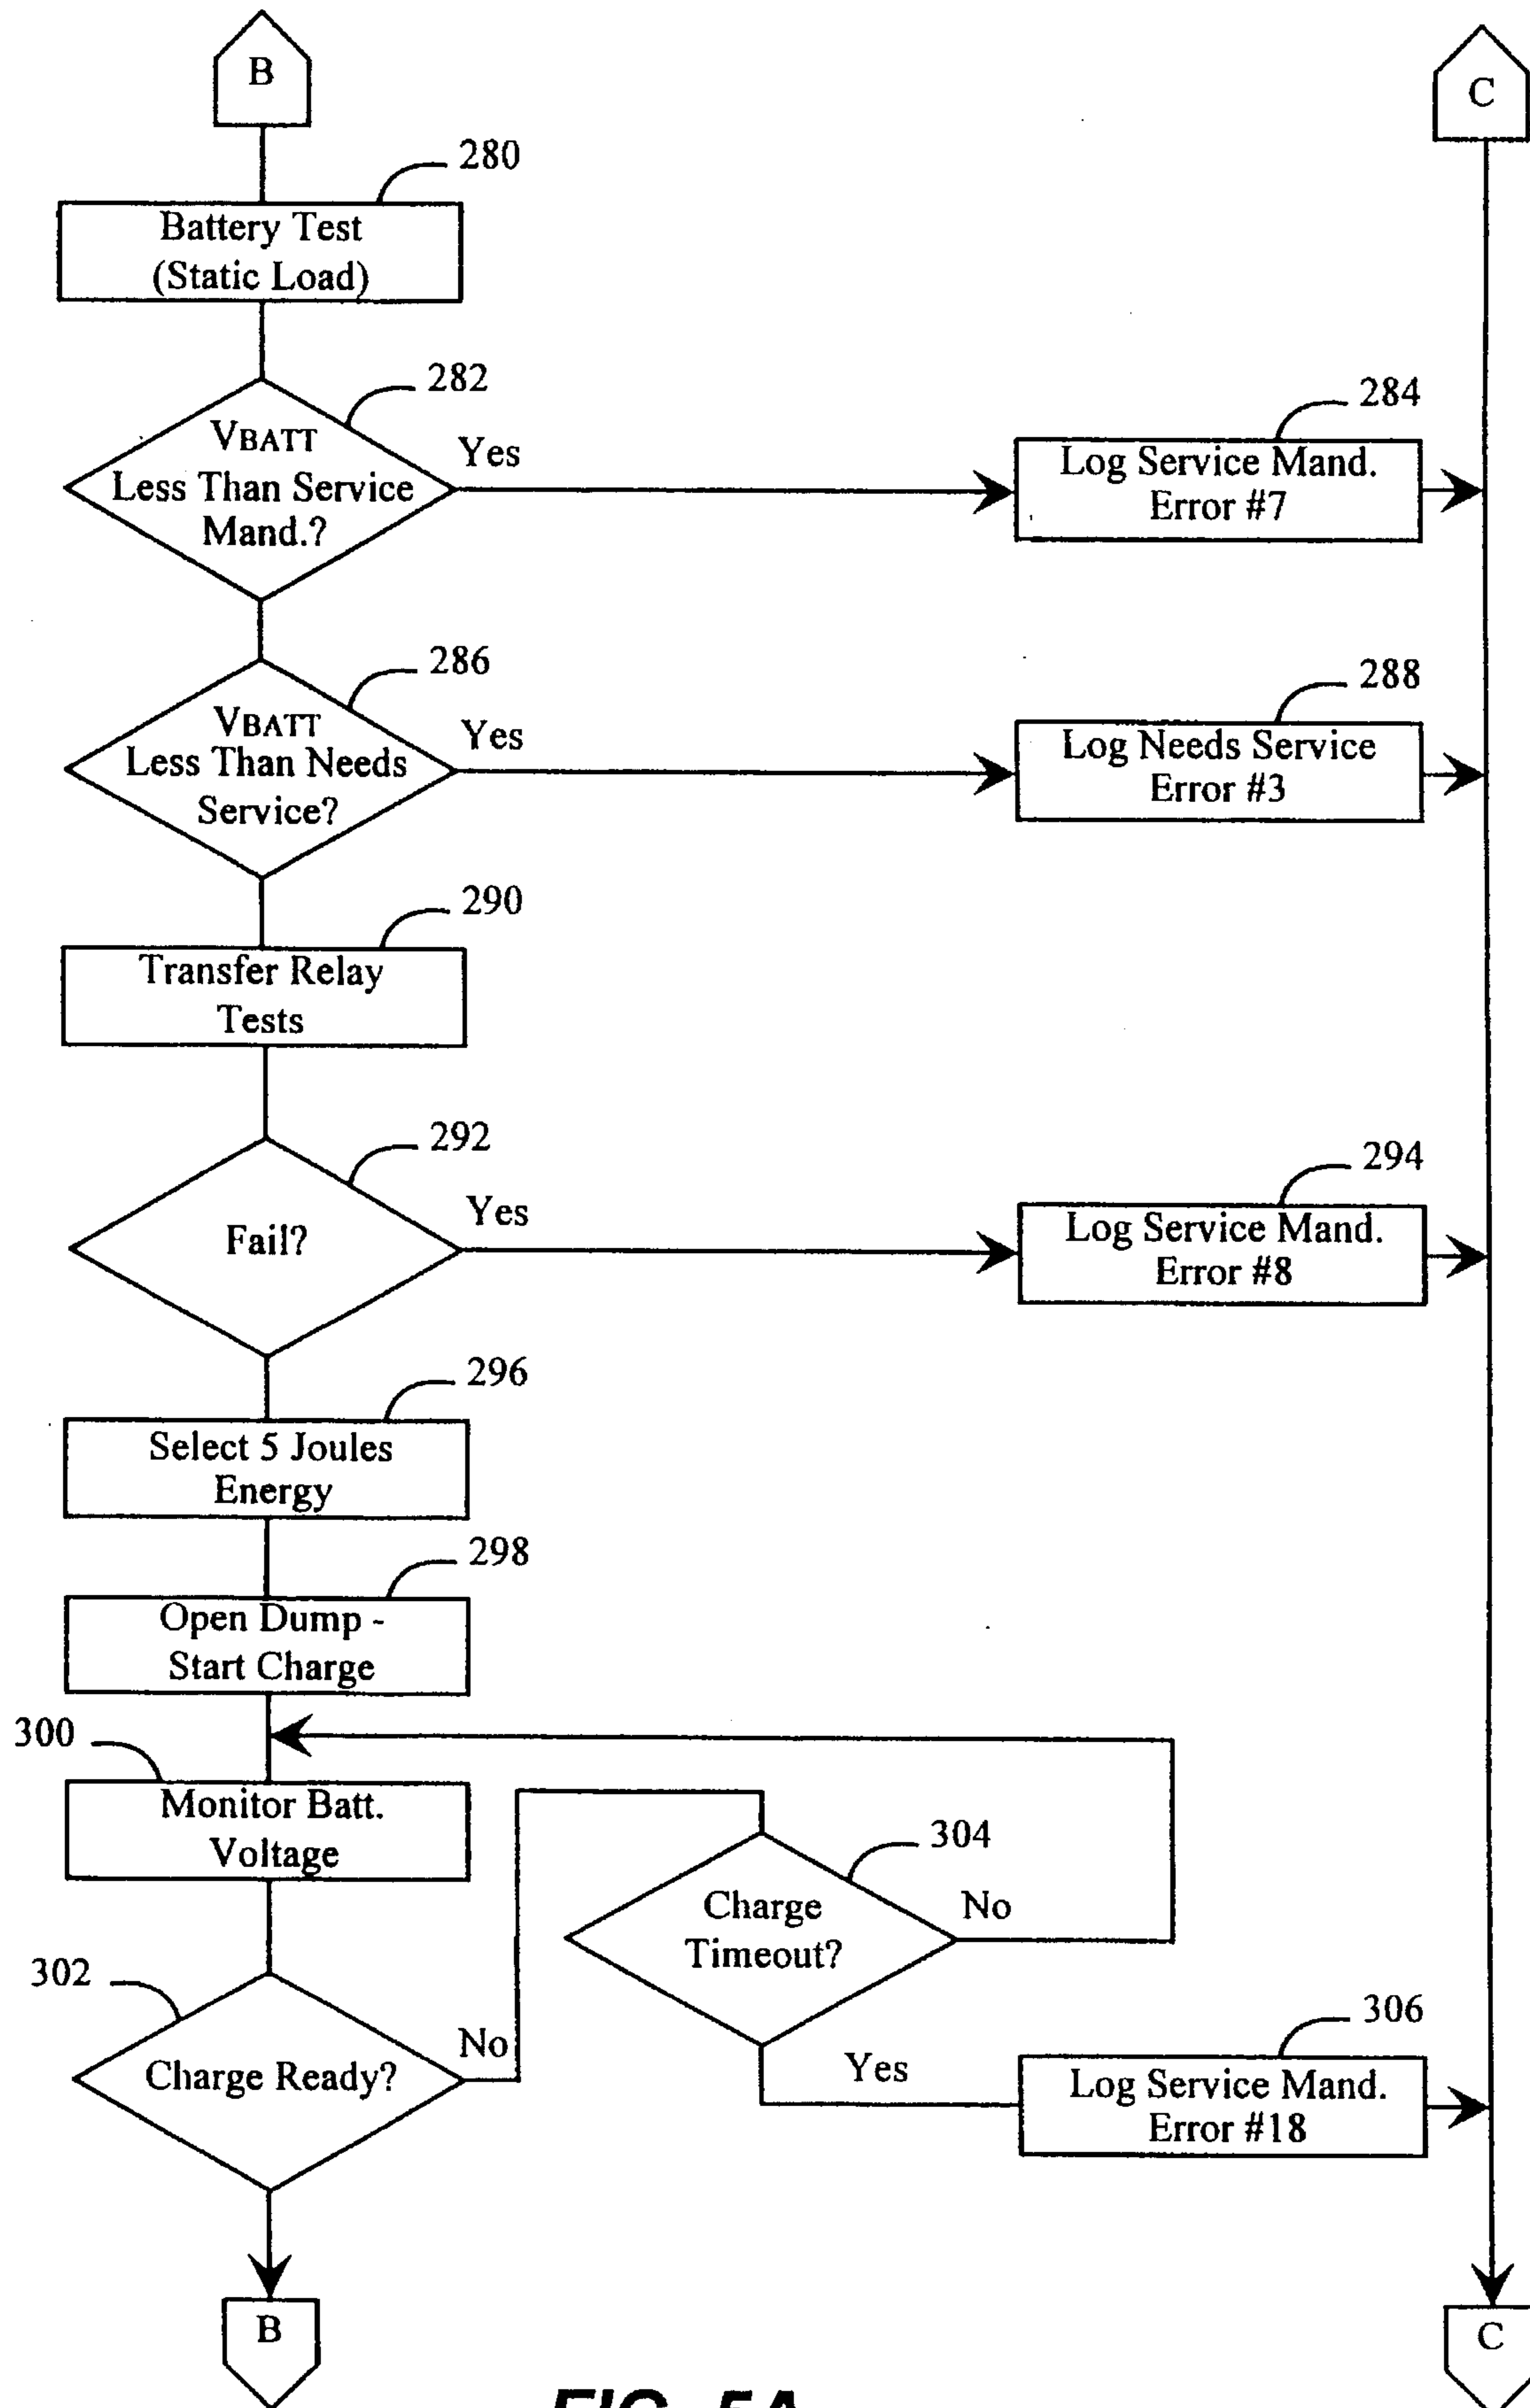 B
C
280
Battery Test
(Static Load)
282
VBATT
Less Than Service
Mand.?
Yes
284
Log Service Mand.
Error #7
286
VBATT
Less Than Needs
Service?
Yes
288
Log Needs Service
Error #3
290
Transfer Relay
Tests
292
Fail?
Yes
294
Log Service Mand.
Error #8
296
Select 5 Joules
Energy
298
Open Dump -
Start Charge
300
Monitor Batt.
Voltage
304
Charge
Timeout?
No
302
Charge Ready?
No
Yes
306
Log Service Mand.
Error #18
B
C
FIG. 5A